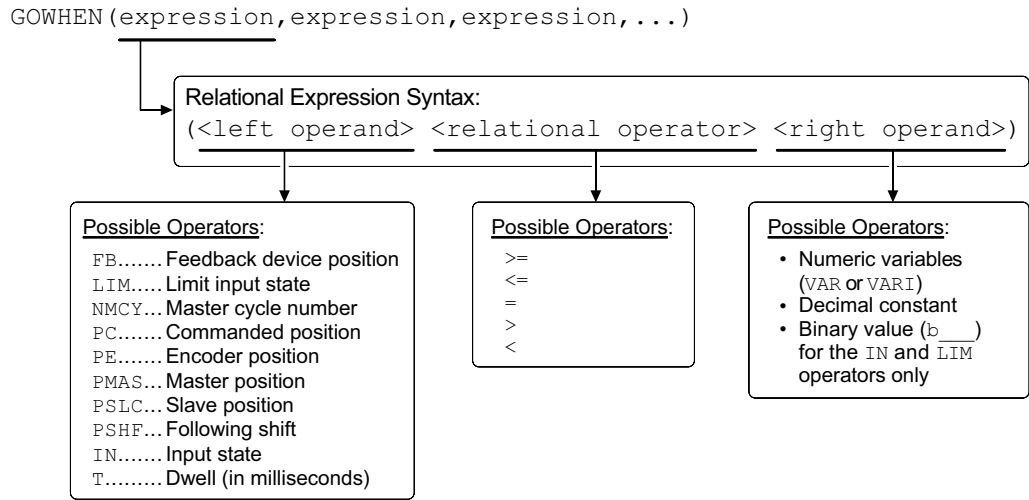 GOWHEN(expression,expression,expression,...)
Relational Expression Syntax:
(<left operand> <relational operator> <right operand>)
Possible Operators:
FB.......Feedback device position
LIM.....Limit input state
NMCY...Master cycle number
PC.......Commanded position
PE.......Encoder position
PMAS...Master position
PSLC...Slave position
PSHF...Following shift
IN.......Input state
T.........Dwell (in milliseconds)
Possible Operators:
>=
<=
=
>
<
Possible Operators:
• Numeric variables
(VAR or VARI)
• Decimal constant
• Binary value (b___)
for the IN and LIM
operators only